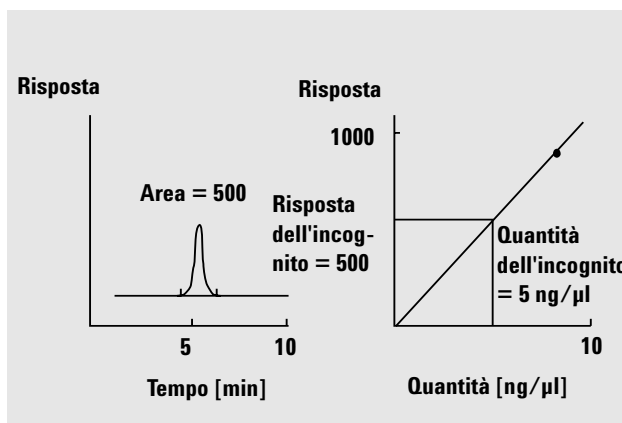 Risposta
Area = 500
5
10
Tempo [min]
Risposta
1000
Risposta
dell'incog-
nito = 500
Quantità
dell'incognito
= 5 ng/µl
10
Quantità [ng/µl]